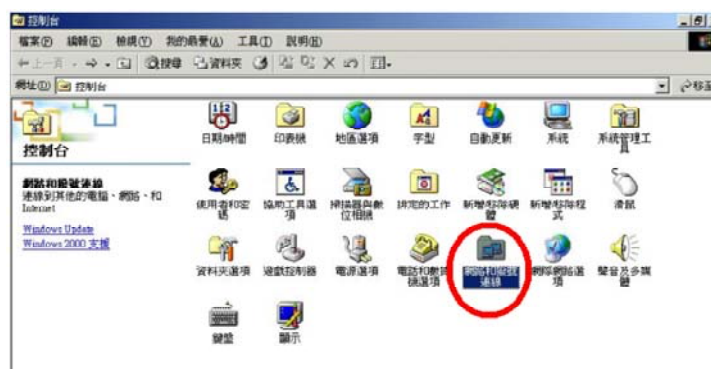 控制台
檔案(F) 編輯(E) 檢視(V) 我的最愛(A) 工具(T) 說明(H)
上一頁 搜尋 資料夾
網址(D) 控制台 移至
控制台
網路和撥號連線
連線到其他的電腦、網路、和
Internet
Windows Update
Windows 2000 支援
日期/時間 印表機 地區選項 字型 自動更新 系統 系統管理工
具
使用者和密 協助工具選 掃描器與數 排定的工作 新增/移除硬 新增/移除程 滑鼠
碼 項 位相機 體 式
資料夾選項 遊戲控制器 電源選項 電話和數據 網路和撥號 網際網路選 聲音及多媒
機選項 連線 項 體
鍵盤 顯示